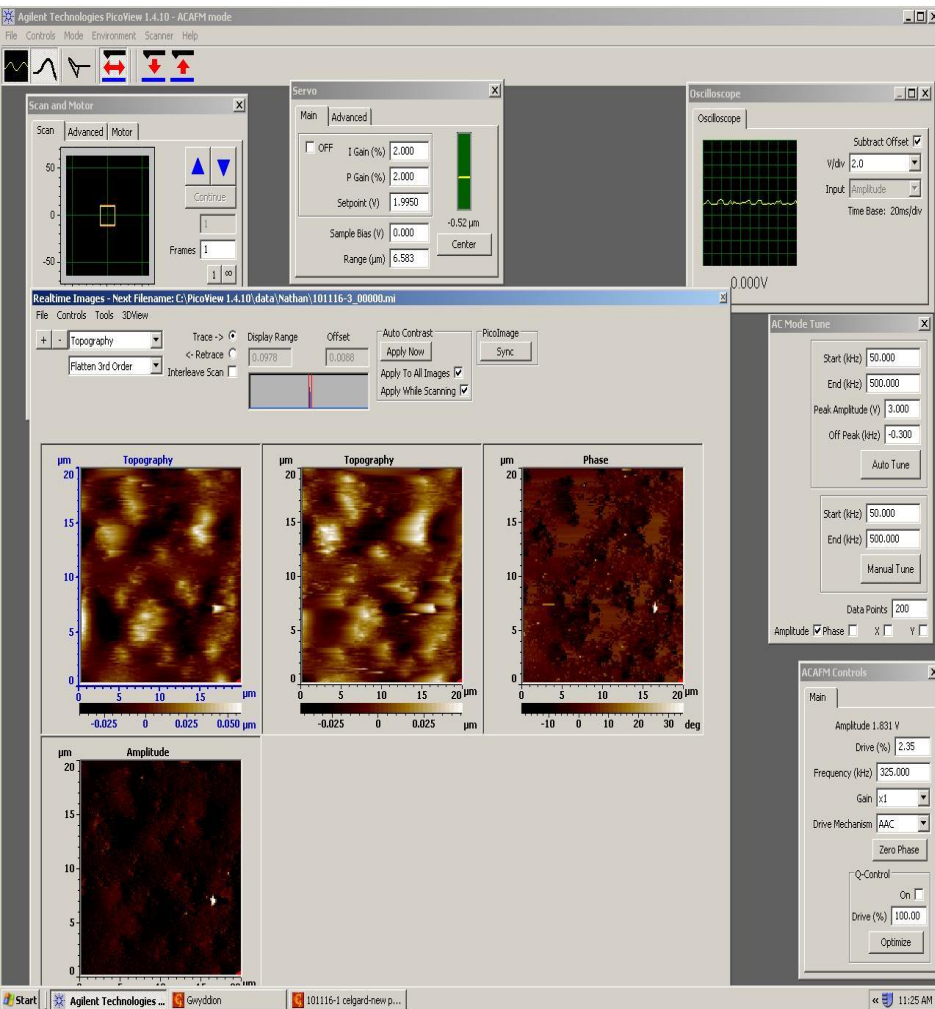 Agilent Technologies PicoView 1.4.10 - ACAFM mode
File Controls Mode Environment Scanner Help
Scan and Motor
Scan Advanced Motor
50
0
-50
Continue
1
Frames 1
1 ∞
Servo
Main Advanced
OFF
I Gain (%) 2.000
P Gain (%) 2.000
Setpoint (V) 1.9950
Sample Bias (V) 0.000
Range (µm) 6.583
-0.52 µm
Center
Oscilloscope
Oscilloscope
Subtract Offset
V/div 2.0
Input Amplitude
Time Base: 20ms/div
0.000V
Realtime Images - Next Filename: C:\PicoView 1.4.10\data\Nathan\101116-3_00000.mi
File Controls Tools 3DView
+ - Topography
Flatten 3rd Order
Trace ->
<- Retrace
Interleave Scan
Display Range Offset
0.0978 0.0088
Auto Contrast
Apply Now
Apply To All Images
Apply While Scanning
PicoImage
Sync
µm Topography
20
15
10
5
0
0 5 10 15 µm
-0.025 0 0.025 0.050 µm
µm Topography
20
15
10
5
0
0 5 10 15 20 µm
-0.025 0 0.025 µm
µm Phase
20
15
10
5
0
0 5 10 15 20 µm
-10 0 10 20 30 deg
µm Amplitude
20
15
10
5
0
AC Mode Tune
Start (kHz) 50.000
End (kHz) 500.000
Peak Amplitude (V) 3.000
Off Peak (kHz) -0.300
Auto Tune
Start (kHz) 50.000
End (kHz) 500.000
Manual Tune
Data Points 200
Amplitude Phase X Y
ACAFM Controls
Main
Amplitude 1.831 V
Drive (%) 2.35
Frequency (kHz) 325.000
Gain x1
Drive Mechanism AAC
Zero Phase
Q-Control
On
Drive (%) 100.00
Optimize
Start
Agilent Technologies ...
Gwyddion
101116-1 celgard-new p...
« 11:25 AM